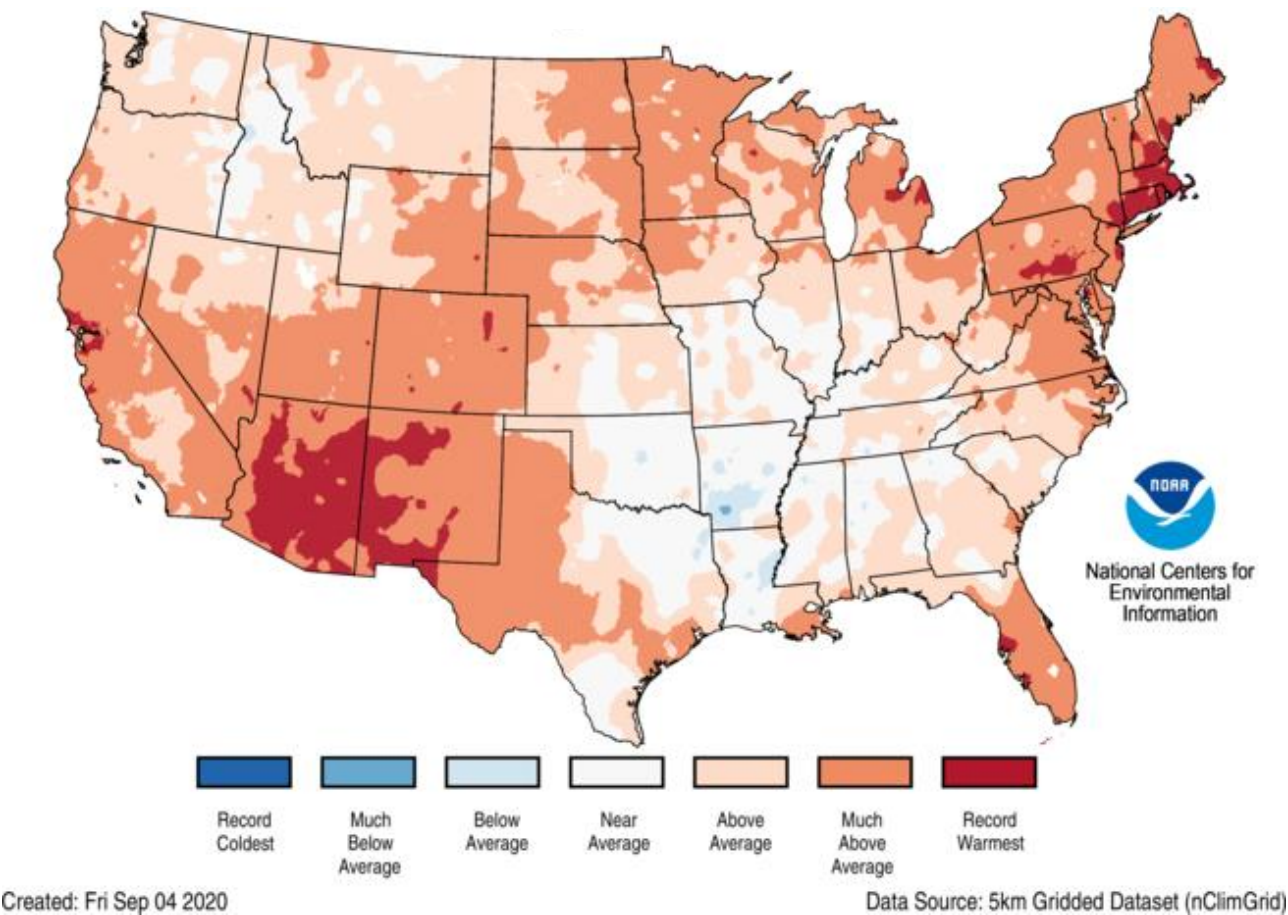 NOAA
National Centers for
Environmental
Information
Record
Coldest
Much
Below
Average
Below
Average
Near
Average
Above
Average
Much
Above
Average
Record
Warmest
Created: Fri Sep 04 2020
Data Source: 5km Gridded Dataset (nClimGrid)